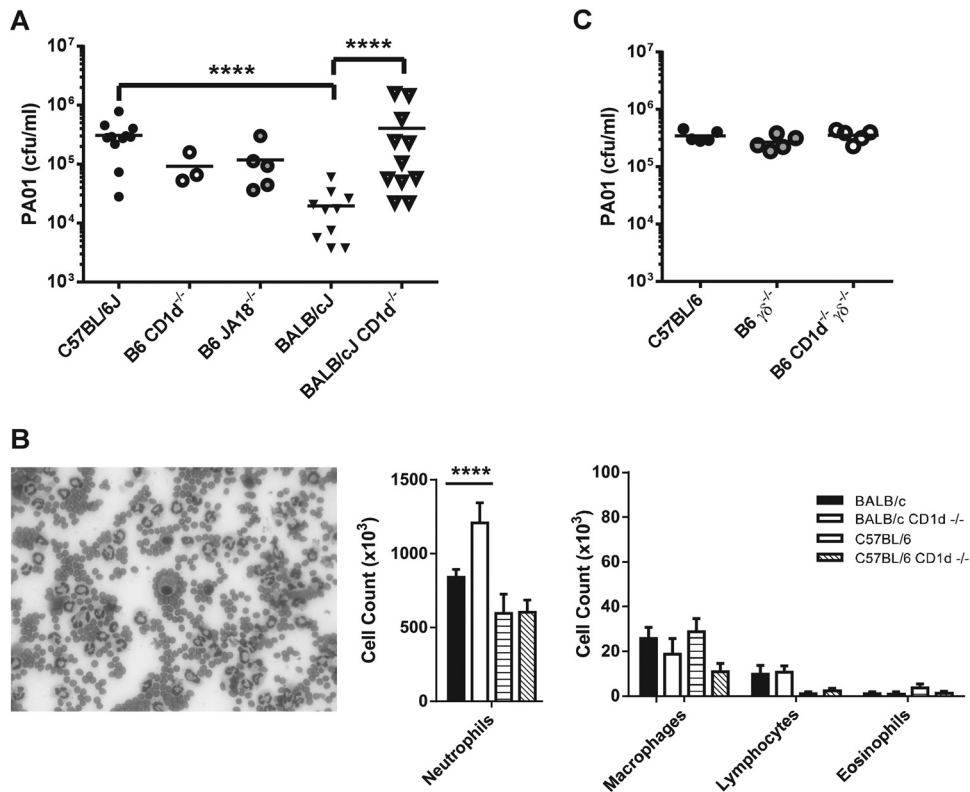 A
PA01 (cfu/ml)
10⁷
10⁶
10⁵
10⁴
10³
****
****
C57BL/6J
B6 CD1d⁻/⁻
B6 JA18⁻/⁻
BALB/cJ
BALB/cJ CD1d⁻/⁻
C
PA01 (cfu/ml)
10⁷
10⁶
10⁵
10⁴
10³
C57BL/6
B6 γδ⁻/⁻
B6 CD1d⁻/⁻ γδ⁻/⁻
B
Cell Count (x10³)
1500
1000
500
0
****
Neutrophils
Cell Count (x10³)
100
80
60
40
20
0
BALB/c
BALB/c CD1d -/-
C57BL/6
C57BL/6 CD1d -/-
Macrophages
Lymphocytes
Eosinophils